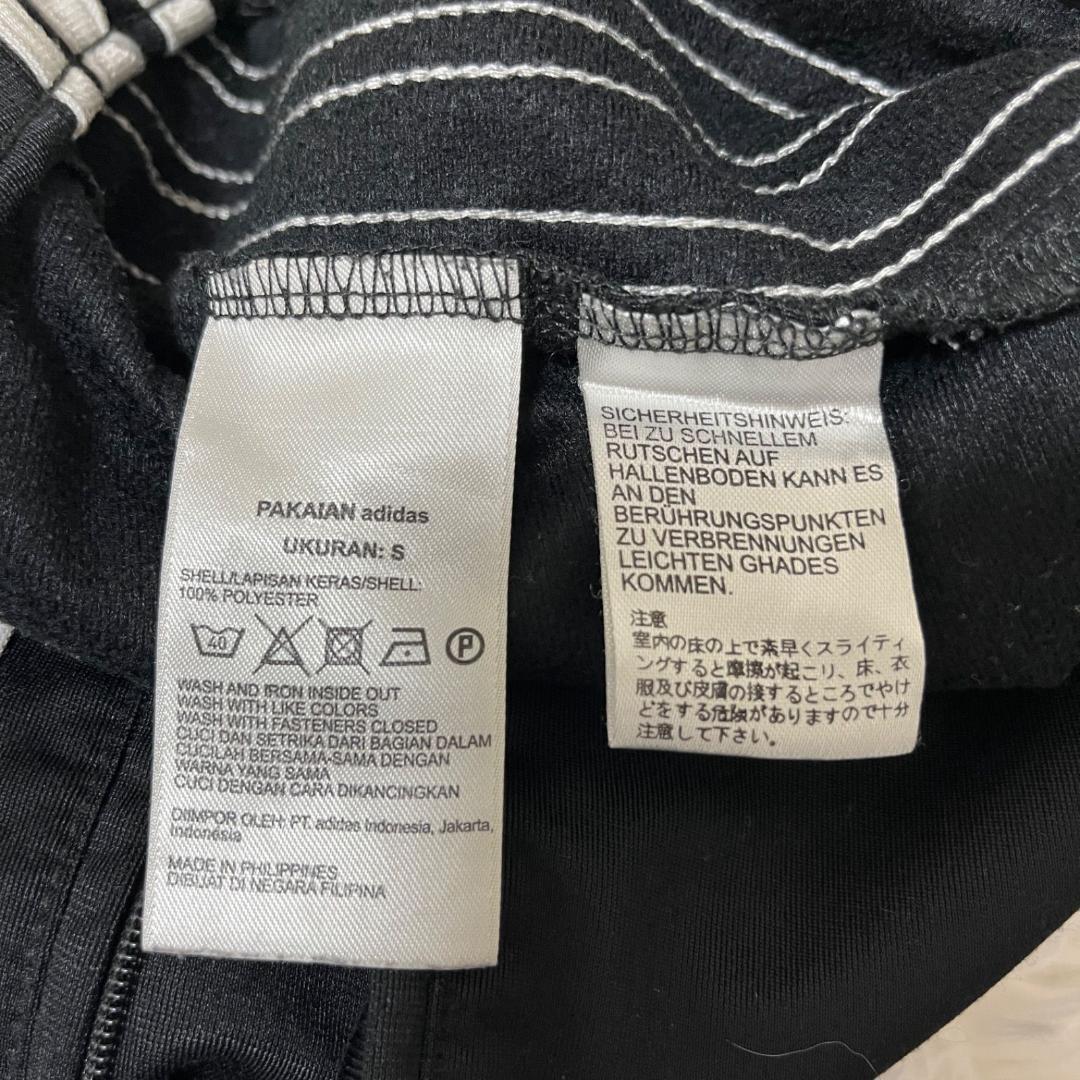 PAKAIAN adidas
UKURAN: S
SHELL/LAPISAN KERAS/SHELL:
100% POLYESTER
40 P
WASH AND IRON INSIDE OUT
WASH WITH LIKE COLORS
WASH WITH FASTENERS CLOSED
CUCI DAN SETRIKA DARI BAGIAN DALAM
CUCILAH BERSAMA-SAMA DENGAN
WARNA YANG SAMA
CUCI DENGAN CARA DIKANCINGKAN
DIIMPOR OLEH: PT. adidas Indonesia, Jakarta,
Indonesia
MADE IN PHILIPPINES
DIBUAT DI NEGARA FILIPINA
SICHERHEITSHINWEIS:
BEI ZU SCHNELLEM
RUTSCHEN AUF
HALLENBODEN KANN ES
AN DEN
BERÜHRUNGSPUNKTEN
ZU VERBRENNUNGEN
LEICHTEN GHADES
KOMMEN.
注意
室内の床の上で素早くスライティ
ングすると摩擦が起こり、床、衣
服及び皮膚の接するところでやけ
どをする危険がありますので十分
注意して下さい。